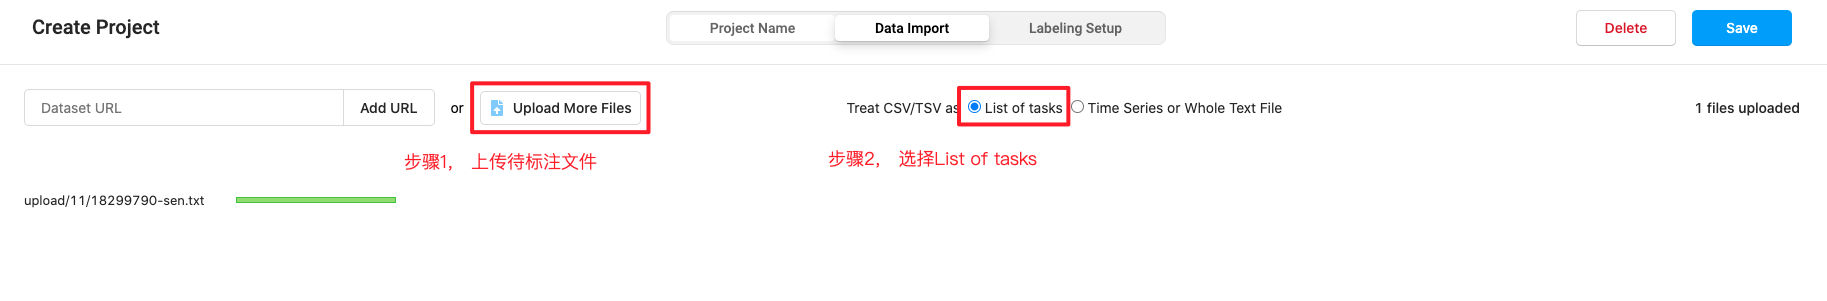 Create Project
Project Name
Data Import
Labeling Setup
Delete
Save
Dataset URL
Add URL
or
Upload More Files
Treat CSV/TSV as
List of tasks
Time Series or Whole Text File
1 files uploaded
步骤1， 上传待标注文件
步骤2， 选择List of tasks
upload/11/18299790-sen.txt